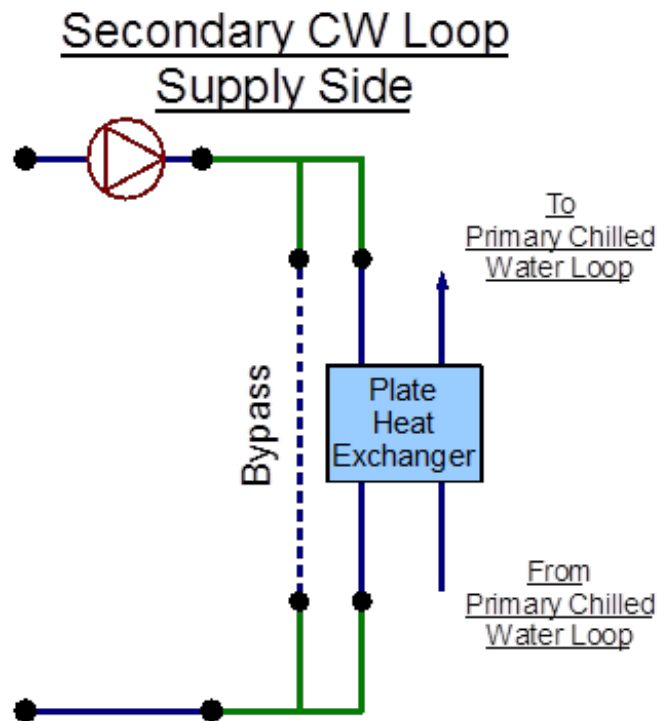 Secondary CW Loop
Supply Side
To
Primary Chilled
Water Loop
Bypass
Plate
Heat
Exchanger
From
Primary Chilled
Water Loop